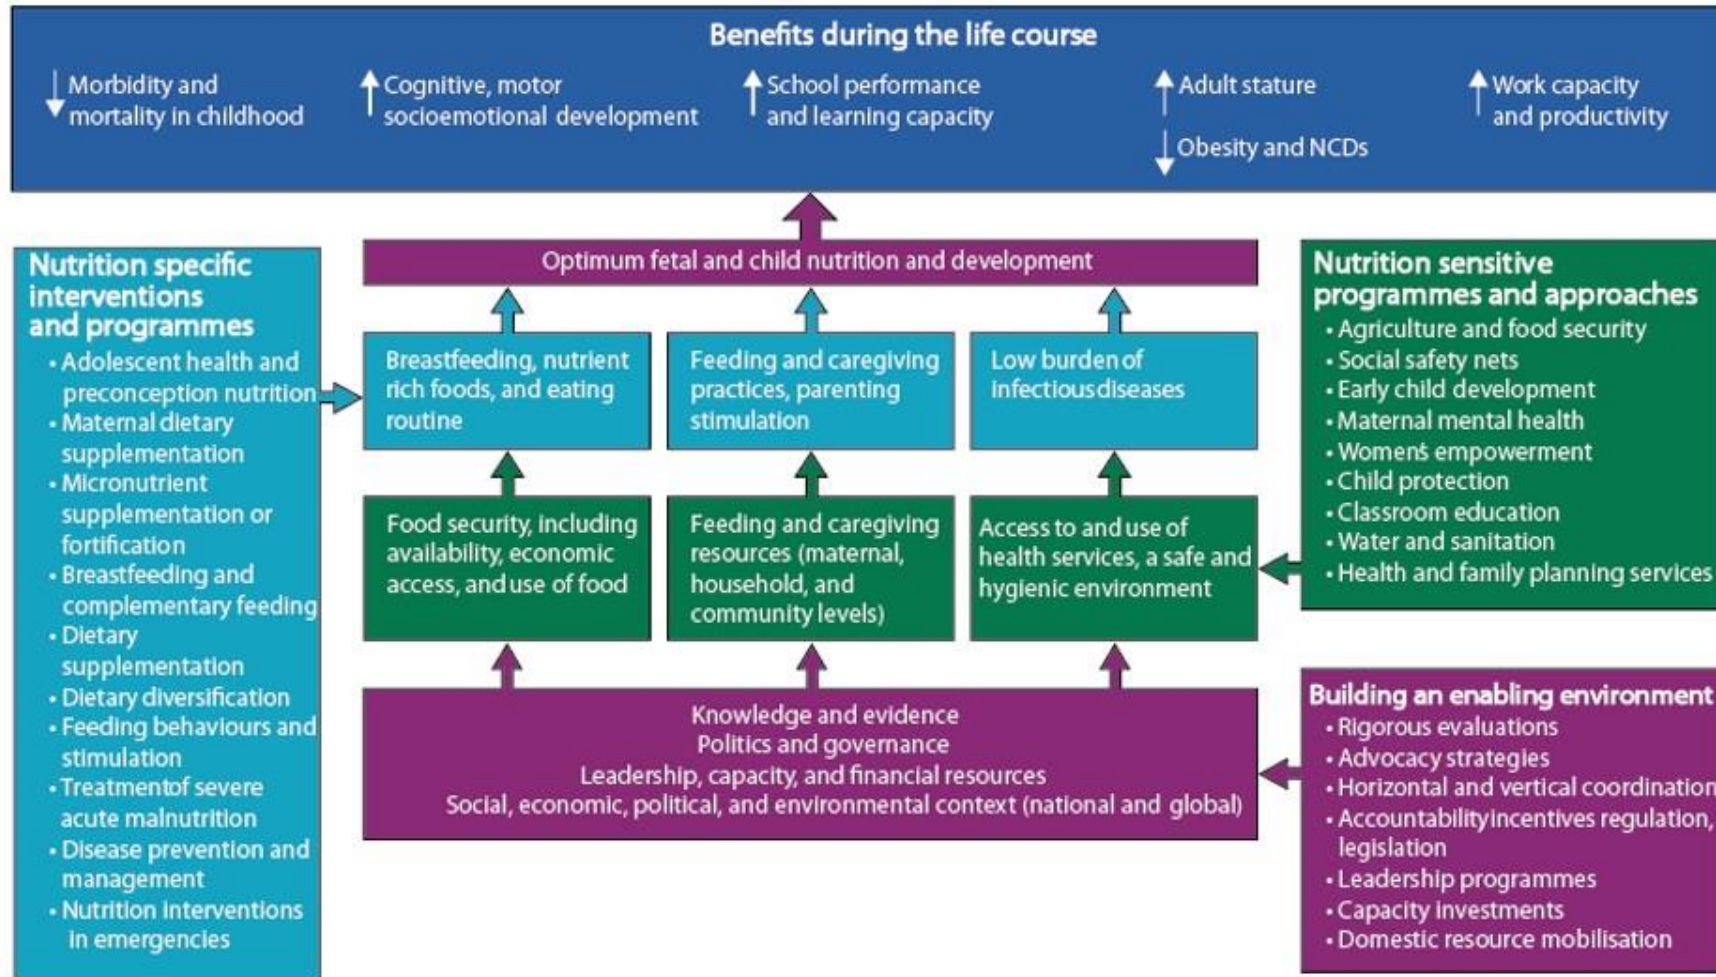 Benefits during the life course
Morbidity and
mortality in childhood
Cognitive, motor
socioemotional development
School performance
and learning capacity
Adult stature
Obesity and NCDs
Work capacity
and productivity
Nutrition specific
interventions
and programmes
• Adolescent health and
preconception nutrition
• Maternal dietary
supplementation
• Micronutrient
supplementation or
fortification
• Breastfeeding and
complementary feeding
• Dietary
supplementation
• Dietary diversification
• Feeding behaviours and
stimulation
• Treatmentof severe
acute malnutrition
• Disease prevention and
management
• Nutrition interventions
in emergencies
Optimum fetal and child nutrition and development
Breastfeeding, nutrient
rich foods, and eating
routine
Feeding and caregiving
practices, parenting
stimulation
Low burden of
infectiousdiseases
Food security, including
availability, economic
access, and use of food
Feeding and caregiving
resources (maternal,
household, and
community levels)
Access to and use of
health services, a safe and
hygienic environment
Knowledge and evidence
Politics and governance
Leadership, capacity, and financial resources
Social, economic, political, and environmental context (national and global)
Nutrition sensitive
programmes and approaches
• Agriculture and food security
• Social safety nets
• Early child development
• Maternal mental health
• Women's empowerment
• Child protection
• Classroom education
• Water and sanitation
• Health and family planning services
Building an enabling environment
• Rigorous evaluations
• Advocacy strategies
• Horizontal and vertical coordination
• Accountabilityincentives regulation,
legislation
• Leadership programmes
• Capacity investments
• Domestic resource mobilisation